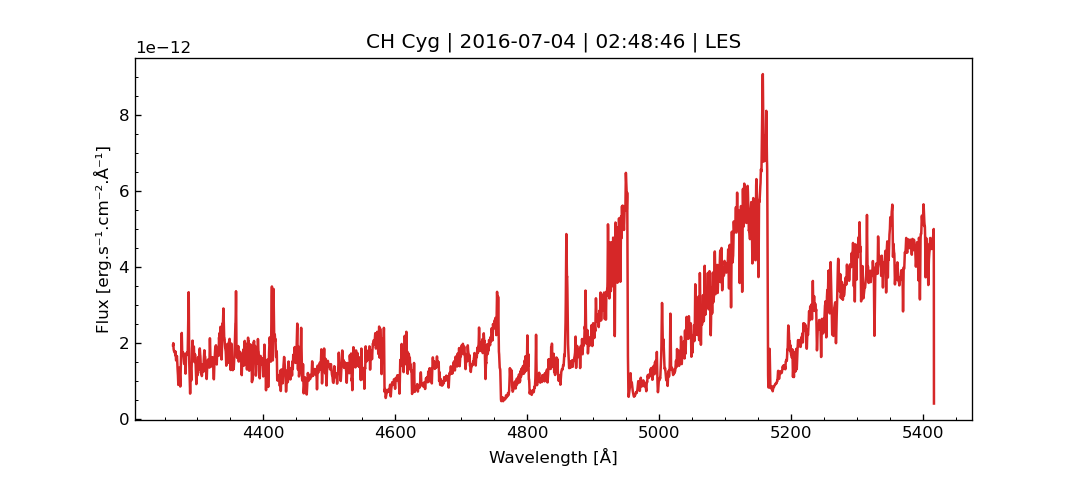 CH Cyg | 2016-07-04 | 02:48:46 | LES
1e−12
8
6
4
2
0
Flux [erg.s⁻¹.cm⁻².Å⁻¹]
4400 4600 4800 5000 5200 5400
Wavelength [Å]